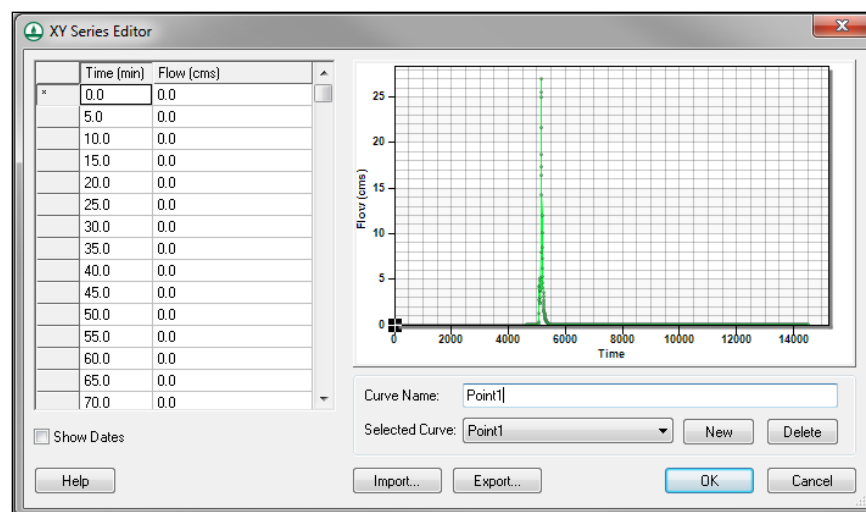 XY Series Editor
Time (min) Flow (cms)
* 0.0 0.0
5.0 0.0
10.0 0.0
15.0 0.0
20.0 0.0
25.0 0.0
30.0 0.0
35.0 0.0
40.0 0.0
45.0 0.0
50.0 0.0
55.0 0.0
60.0 0.0
65.0 0.0
70.0 0.0
Show Dates
Flow (cms)
25
20
15
10
5
0
0 2000 4000 6000 8000 10000 12000 14000
Time
Curve Name: Point1
Selected Curve: Point1 New Delete
Help Import... Export... OK Cancel